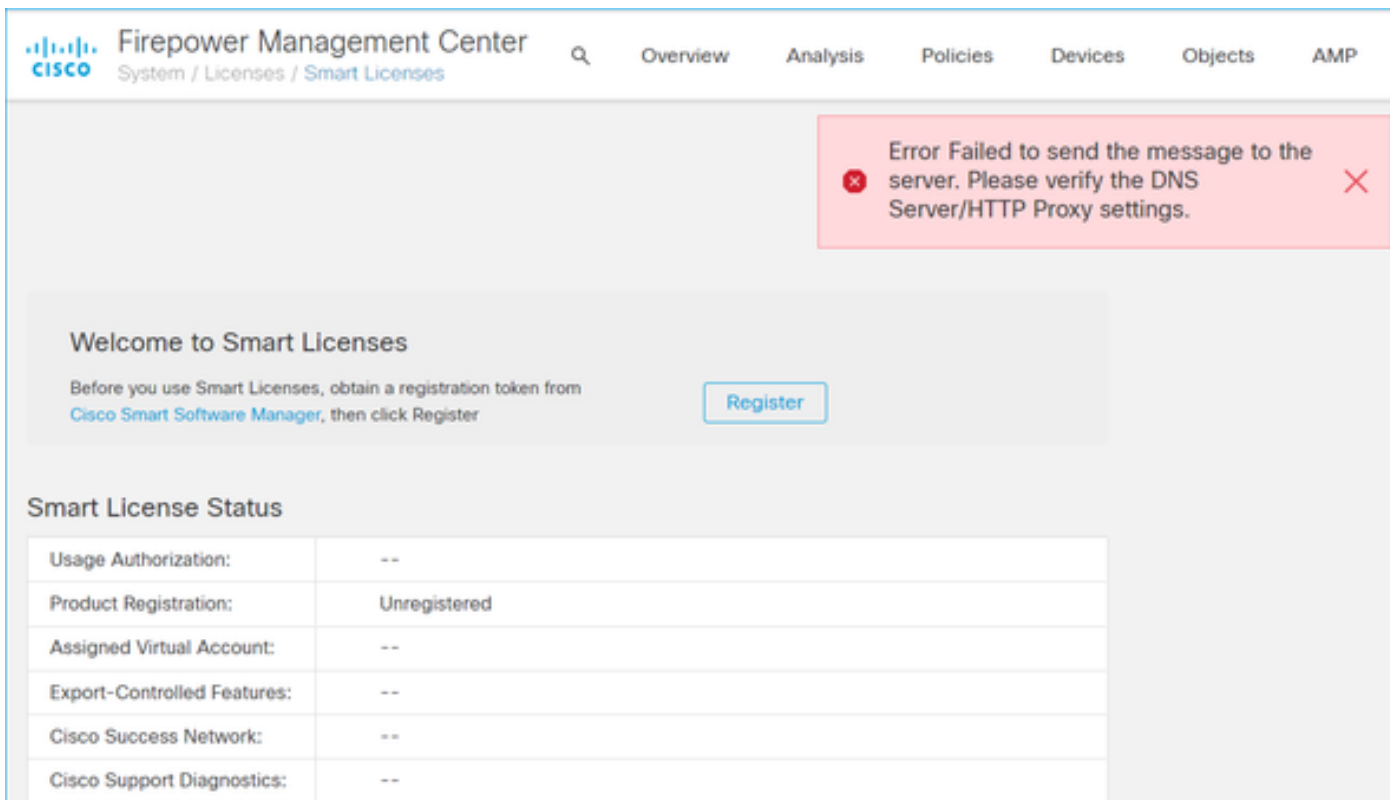 CISCO
Firepower Management Center
System / Licenses / Smart Licenses
Overview Analysis Policies Devices Objects AMP
Error Failed to send the message to the
server. Please verify the DNS
Server/HTTP Proxy settings.
Welcome to Smart Licenses
Before you use Smart Licenses, obtain a registration token from
Cisco Smart Software Manager, then click Register
Register
Smart License Status
Usage Authorization: --
Product Registration: Unregistered
Assigned Virtual Account: --
Export-Controlled Features: --
Cisco Success Network: --
Cisco Support Diagnostics: --